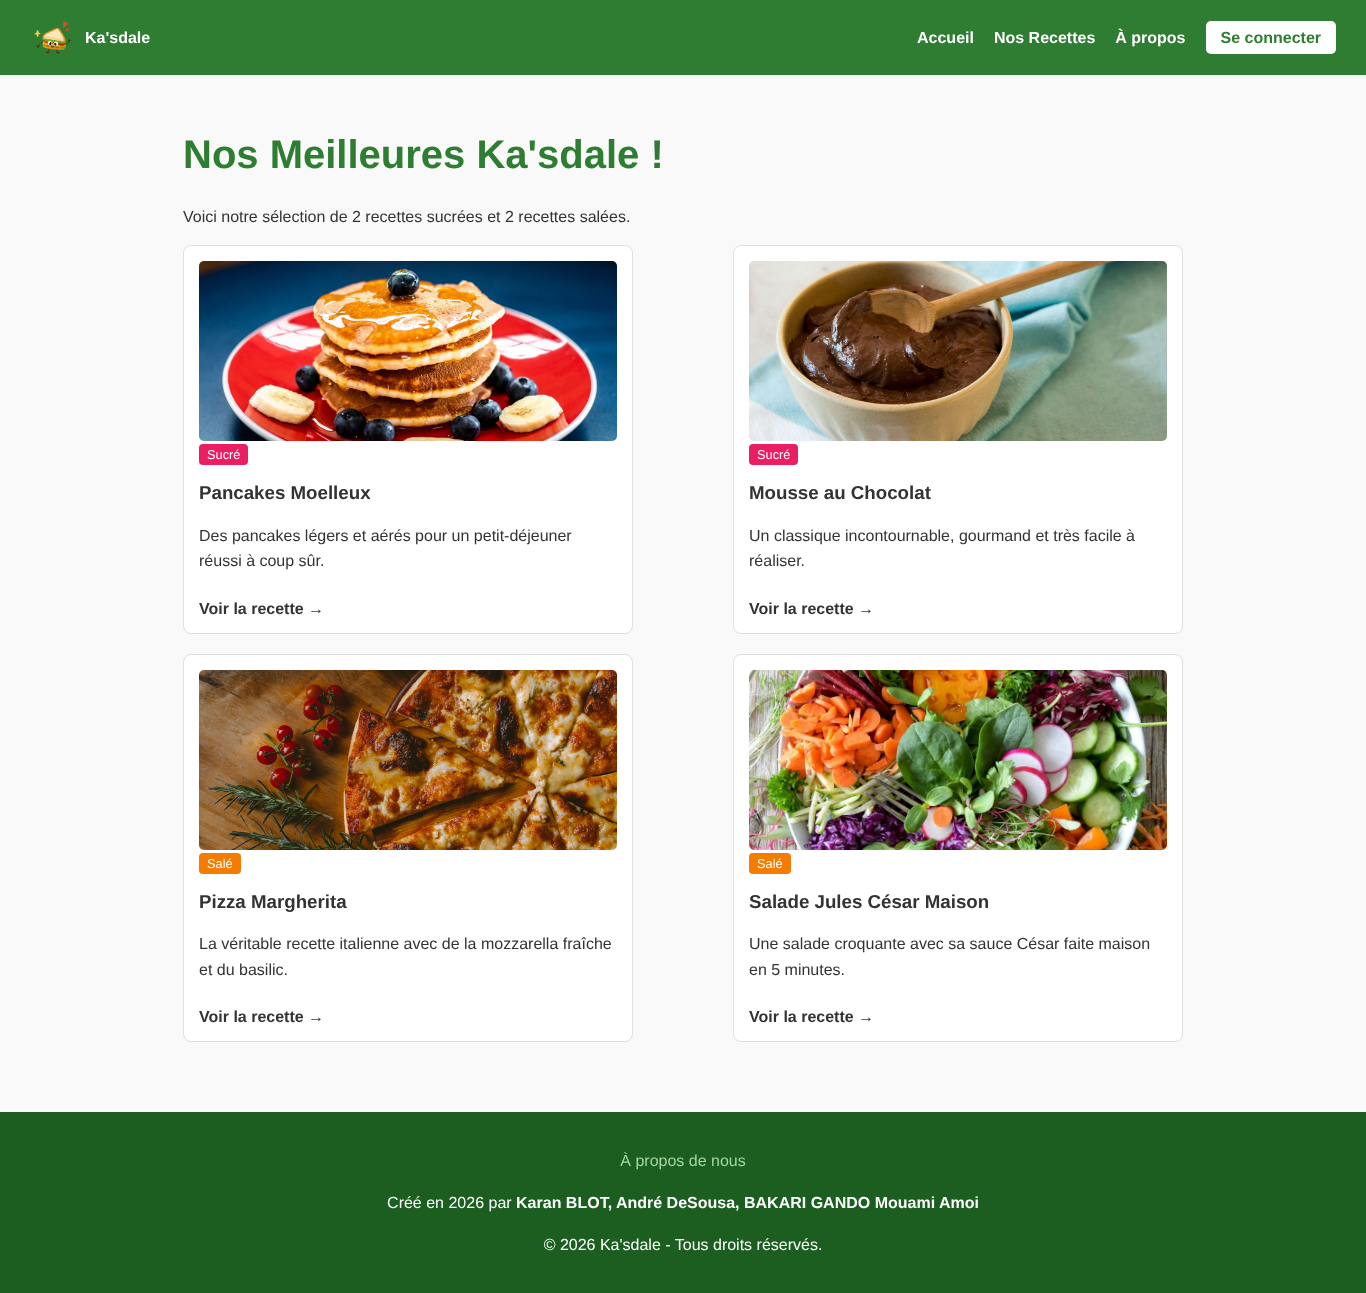 Ka'sdale
Accueil
Nos Recettes
À propos
Se connecter
Nos Meilleures Ka'sdale !
Voici notre sélection de 2 recettes sucrées et 2 recettes salées.
Sucré
Pancakes Moelleux
Des pancakes légers et aérés pour un petit-déjeuner
réussi à coup sûr.
Voir la recette →
Sucré
Mousse au Chocolat
Un classique incontournable, gourmand et très facile à
réaliser.
Voir la recette →
Salé
Pizza Margherita
La véritable recette italienne avec de la mozzarella fraîche
et du basilic.
Voir la recette →
Salé
Salade Jules César Maison
Une salade croquante avec sa sauce César faite maison
en 5 minutes.
Voir la recette →
À propos de nous
Créé en 2026 par Karan BLOT, André DeSousa, BAKARI GANDO Mouami Amoi
© 2026 Ka'sdale - Tous droits réservés.